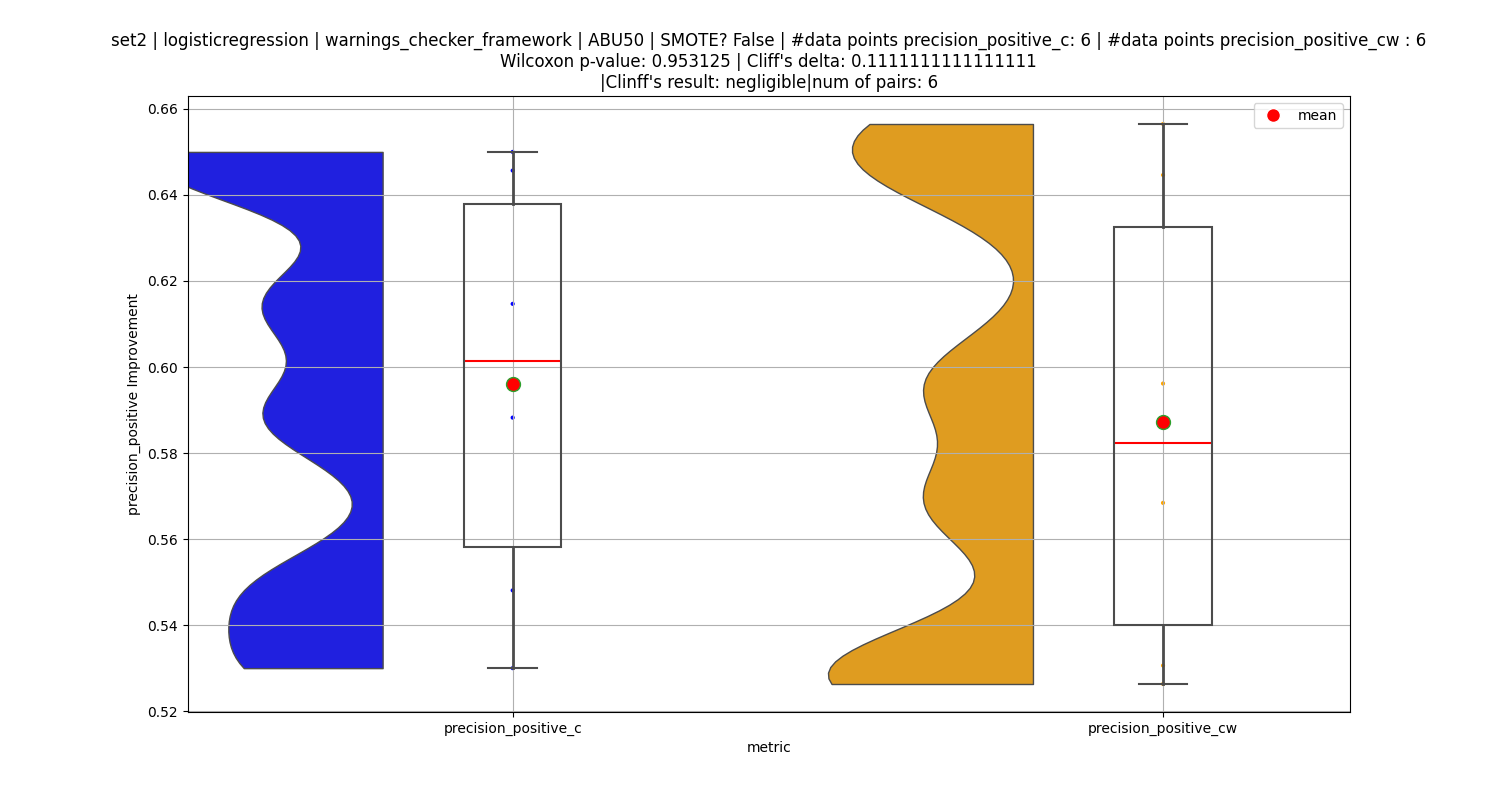 set2 | logisticregression | warnings_checker_framework | ABU50 | SMOTE? False | #data points precision_positive_c: 6 | #data points precision_positive_cw : 6
Wilcoxon p-value: 0.953125 | Cliff's delta: 0.1111111111111111
|Clinff's result: negligible|num of pairs: 6
mean
0.66
0.64
0.62
0.60
0.58
0.56
0.54
0.52
precision_positive Improvement
precision_positive_c
precision_positive_cw
metric